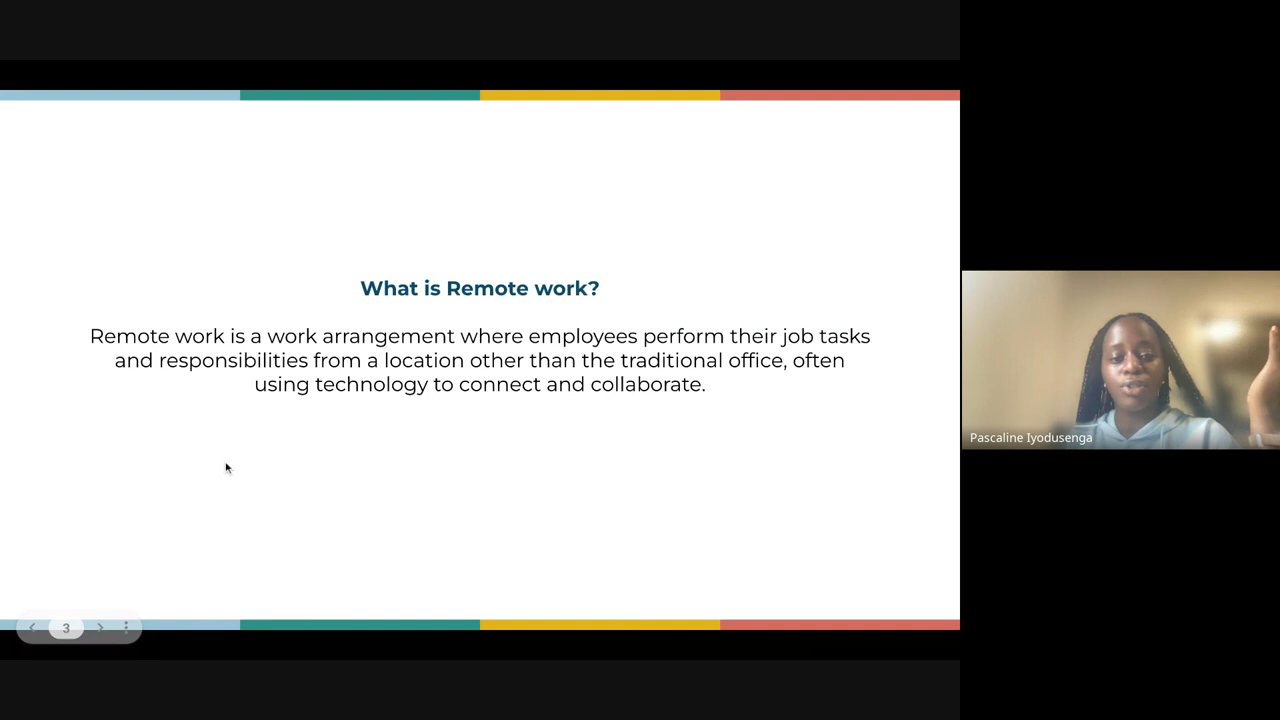 What is Remote work?
Remote work is a work arrangement where employees perform their job tasks
and responsibilities from a location other than the traditional office, often
using technology to connect and collaborate.
Pascaline Iyodusenga
3